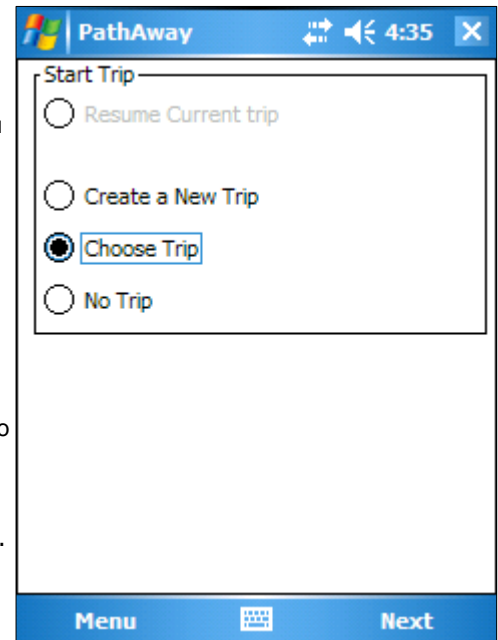 PathAway 4:35
Start Trip
Resume Current trip
Create a New Trip
Choose Trip
No Trip
o
.
Menu Next